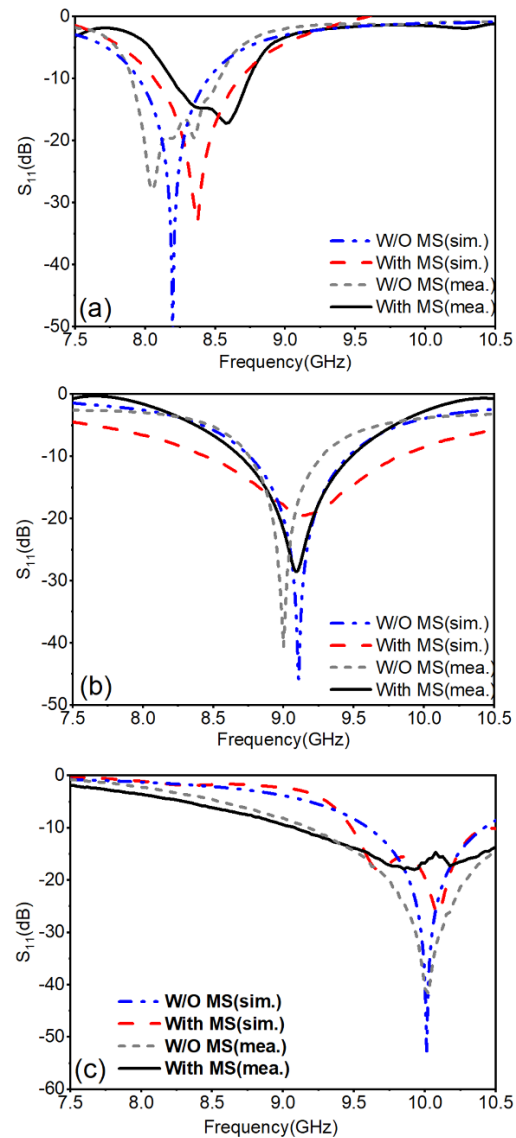 0
-10
-20
-30
-40
-50
S11(dB)
W/O MS(sim.)
With MS(sim.)
W/O MS(mea.)
With MS(mea.)
(a)
7.5 8.0 8.5 9.0 9.5 10.0 10.5
Frequency(GHz)
0
-10
-20
-30
-40
-50
S11(dB)
W/O MS(sim.)
With MS(sim.)
W/O MS(mea.)
With MS(mea.)
(b)
7.5 8.0 8.5 9.0 9.5 10.0 10.5
Frequency(GHz)
0
-10
-20
-30
-40
-50
-60
S11(dB)
W/O MS(sim.)
With MS(sim.)
W/O MS(mea.)
With MS(mea.)
(c)
7.5 8.0 8.5 9.0 9.5 10.0 10.5
Frequency(GHz)